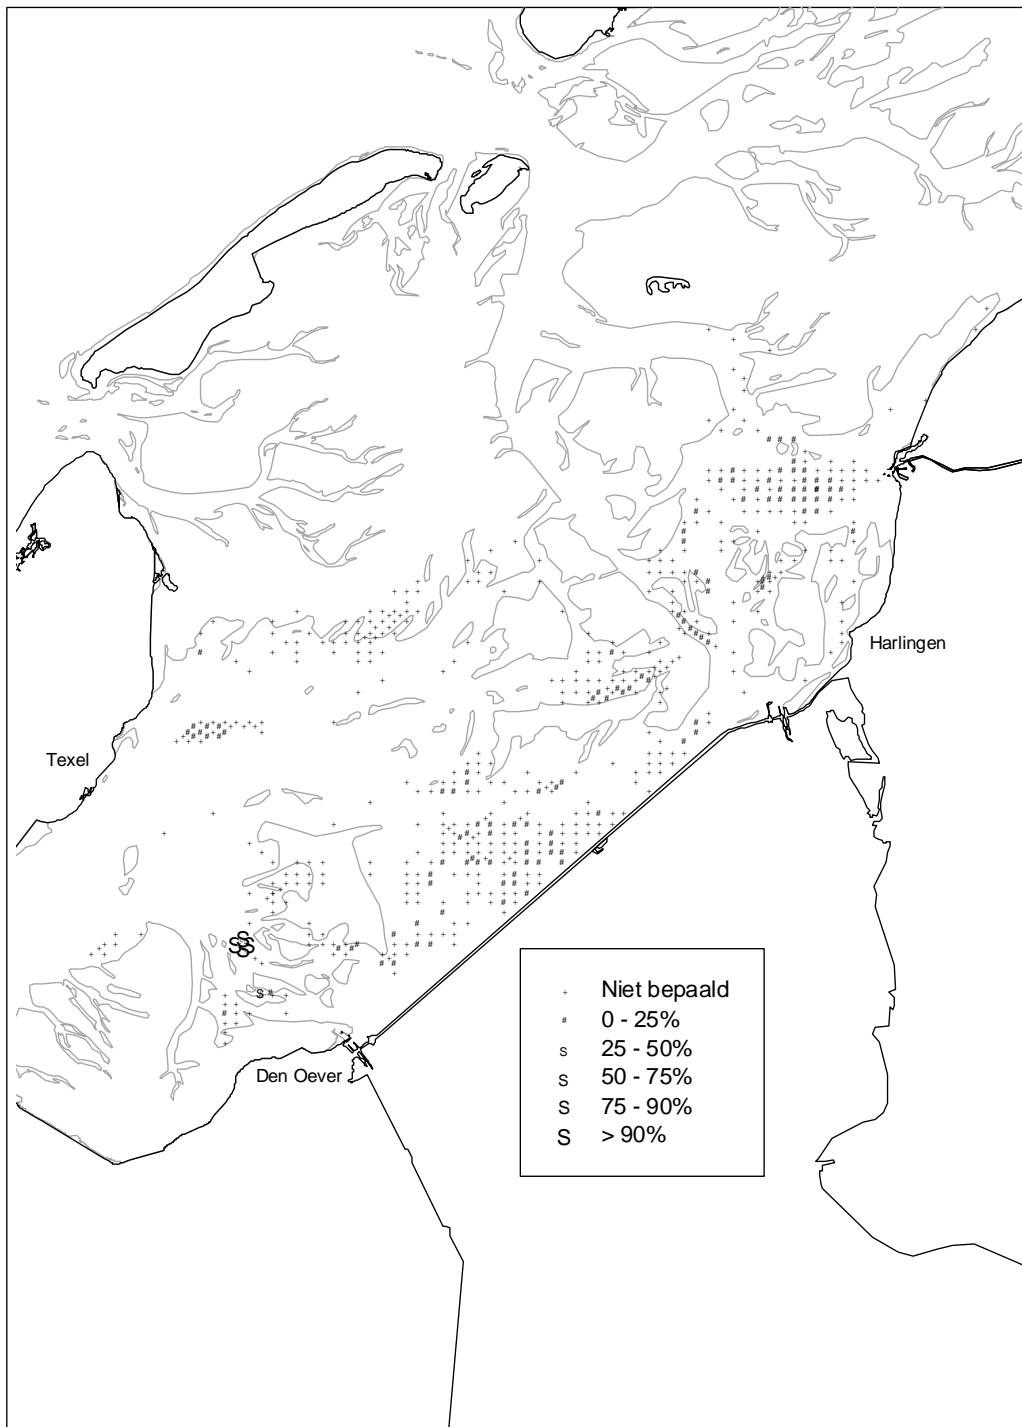 Harlingen
Texel
Den Oever
+ Niet bepaald
# 0 - 25%
S 25 - 50%
S 50 - 75%
S 75 - 90%
S > 90%